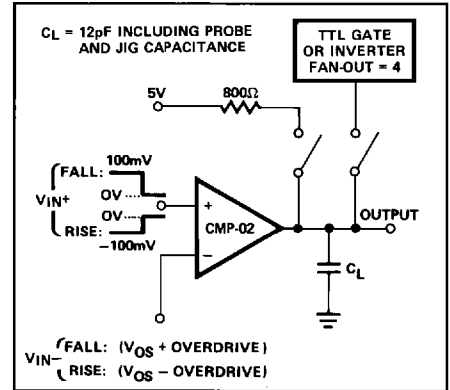 CL = 12pF INCLUDING PROBE
AND JIG CAPACITANCE
TTL GATE
OR INVERTER
FAN-OUT = 4
5V
800Ω
VIN+
FALL:
100mV
0V
0V
RISE:
-100mV
+
CMP-02
−
OUTPUT
CL
VIN−
FALL: (VOS + OVERDRIVE)
RISE: (VOS − OVERDRIVE)